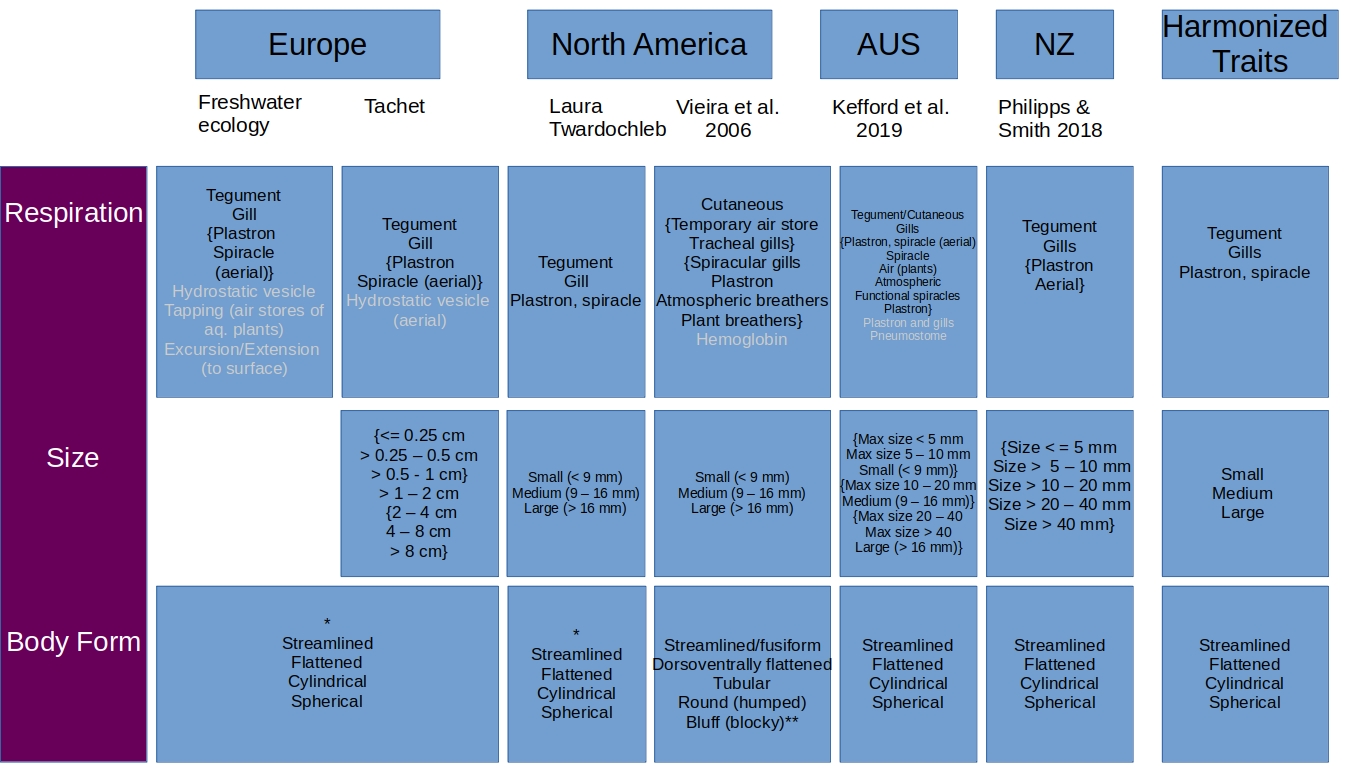 Europe
North America
AUS
NZ
Harmonized
Traits
Freshwater
ecology
Tachet
Laura
Twardochleb
Vieira et al.
2006
Kefford et al.
2019
Philipps &
Smith 2018
Respiration
Tegument
Gill
{Plastron
Spiracle
(aerial)}
Hydrostatic vesicle
Tapping (air stores of
aq. plants)
Excursion/Extension
(to surface)
Tegument
Gill
{Plastron
Spiracle (aerial)}
Hydrostatic vesicle
(aerial)
Tegument
Gill
Plastron, spiracle
Cutaneous
{Temporary air store
Tracheal gills}
{Spiracular gills
Plastron
Atmospheric breathers
Plant breathers}
Hemoglobin
Tegument/Cutaneous
Gills
{Plastron, spiracle (aerial)
Spiracle
Air (plants)
Atmospheric
Functional spiracles
Plastron}
Plastron and gills
Pneumostome
Tegument
Gills
{Plastron
Aerial}
Tegument
Gills
Plastron, spiracle
Size
{<= 0.25 cm
> 0.25 – 0.5 cm
> 0.5 - 1 cm}
> 1 – 2 cm
{2 – 4 cm
4 – 8 cm
> 8 cm}
Small (< 9 mm)
Medium (9 – 16 mm)
Large (> 16 mm)
Small (< 9 mm)
Medium (9 – 16 mm)
Large (> 16 mm)
{Max size < 5 mm
Max size 5 – 10 mm
Small (< 9 mm)}
{Max size 10 – 20 mm
Medium (9 – 16 mm)}
{Max size 20 – 40
Max size > 40
Large (> 16 mm)}
{Size < = 5 mm
Size > 5 – 10 mm
Size > 10 – 20 mm
Size > 20 – 40 mm
Size > 40 mm}
Small
Medium
Large
Body Form
*
Streamlined
Flattened
Cylindrical
Spherical
*
Streamlined
Flattened
Cylindrical
Spherical
Streamlined/fusiform
Dorsoventrally flattened
Tubular
Round (humped)
Bluff (blocky)**
Streamlined
Flattened
Cylindrical
Spherical
Streamlined
Flattened
Cylindrical
Spherical
Streamlined
Flattened
Cylindrical
Spherical